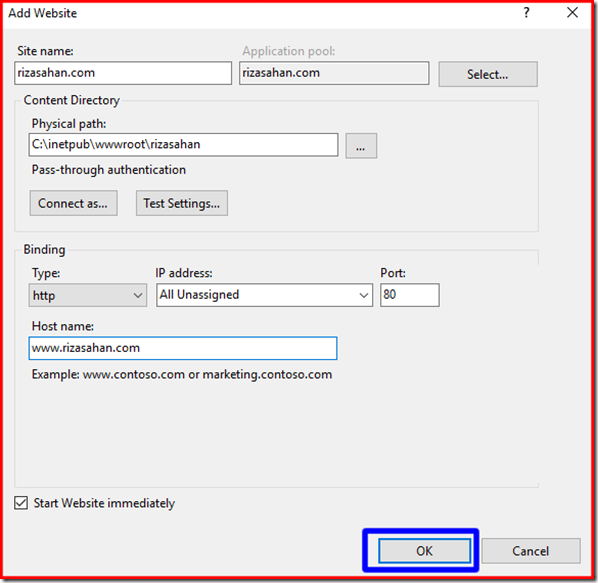 Add Website
?
Site name:
Application pool:
rizasahan.com
rizasahan.com
Select...
Content Directory
Physical path:
C:\inetpub\wwwroot\rizasahan
...
Pass-through authentication
Connect as...
Test Settings...
Binding
Type:
IP address:
Port:
http
All Unassigned
80
Host name:
www.rizasahan.com
Example: www.contoso.com or marketing.contoso.com
Start Website immediately
OK
Cancel